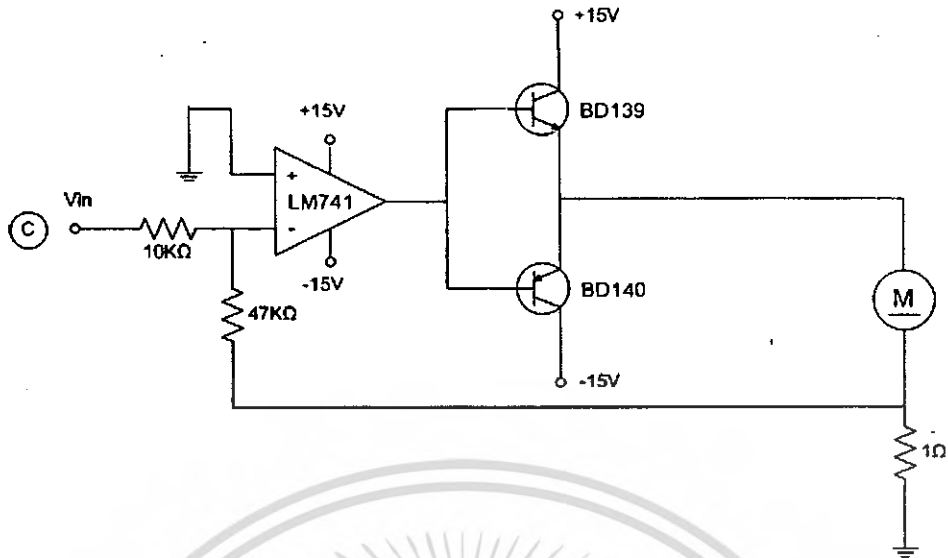 +15V
BD139
+15V
+
LM741
-
-15V
Vin
C
10KΩ
47KΩ
BD140
-15V
M
1Ω